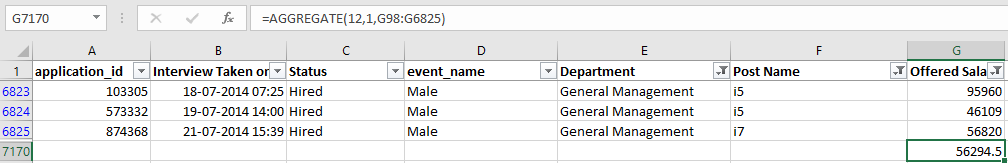 G7170 fx =AGGREGATE(12,1,G98:G6825)
A B C D E F G
1 application_id Interview Taken on Status event_name Department Post Name Offered Sala
6823 103305 18-07-2014 07:25 Hired Male General Management i5 95960
6824 573332 19-07-2014 14:00 Hired Male General Management i5 46109
6825 874368 21-07-2014 15:39 Hired Male General Management i7 56820
7170 56294.5